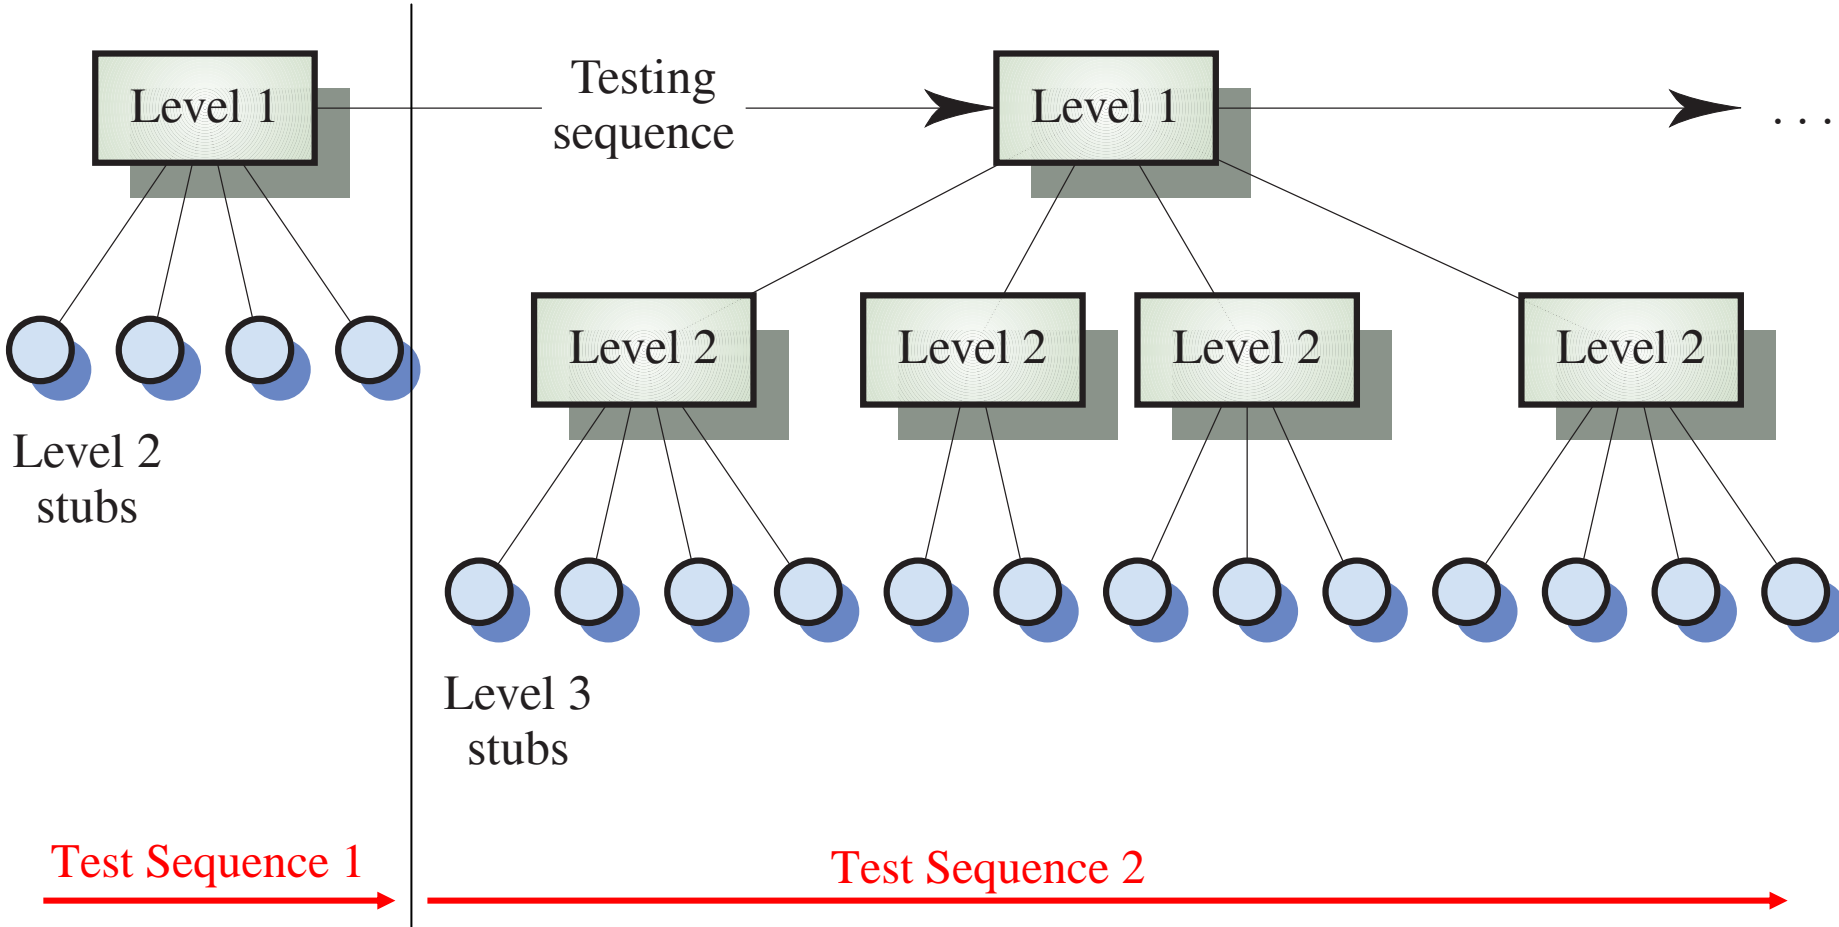 Level 1
Testing
sequence
Level 1
. . .
Level 2
Level 2
Level 2
Level 2
Level 2
stubs
Level 3
stubs
Test Sequence 1
Test Sequence 2